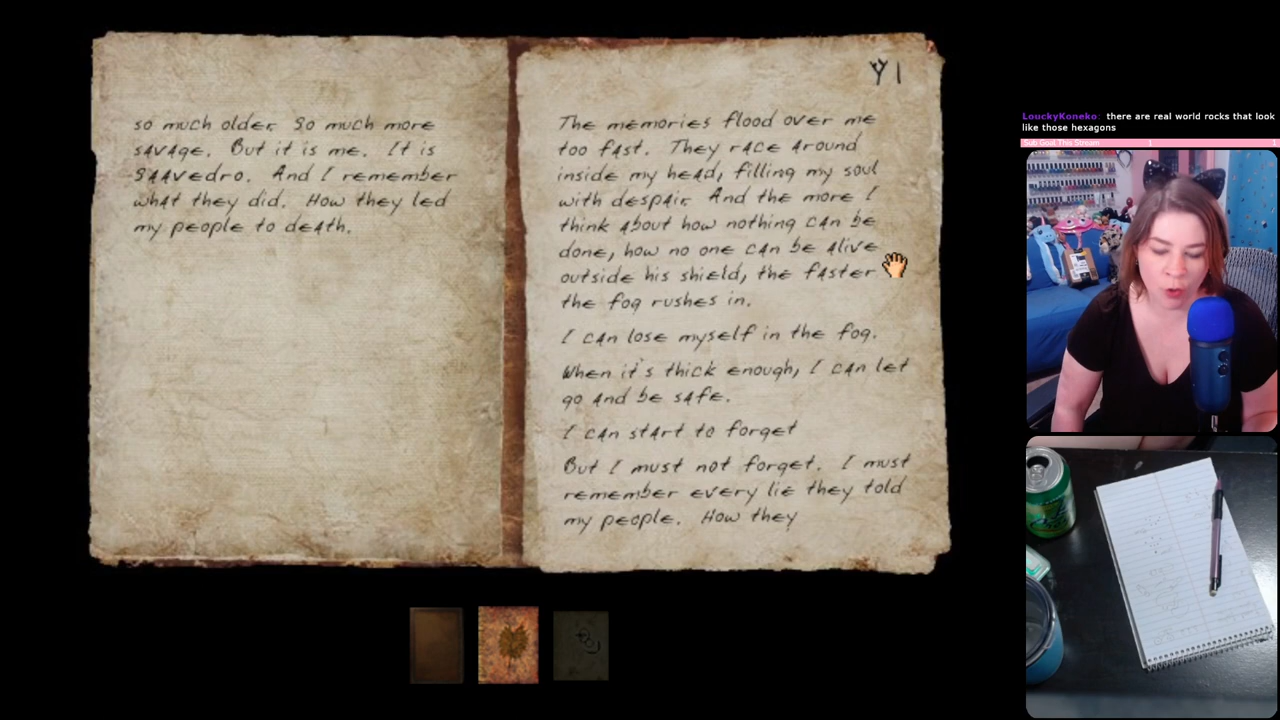 so much older. So much more
savage. But it is me. It is
Saavedro. And I remember
what they did. How they led
my people to death.
The memories flood over me
too fast. They race around
inside my head, filling my soul
with despair. And the more I
think about how nothing can be
done, how no one can be alive
outside his shield, the faster
the fog rushes in.
I can lose myself in the fog.
When it's thick enough, I can let
go and be safe.
I can start to forget
But I must not forget. I must
remember every lie they told
my people. How they
LouckyKoneko: there are real world rocks that look
like those hexagons
Sub Goal This Stream 1